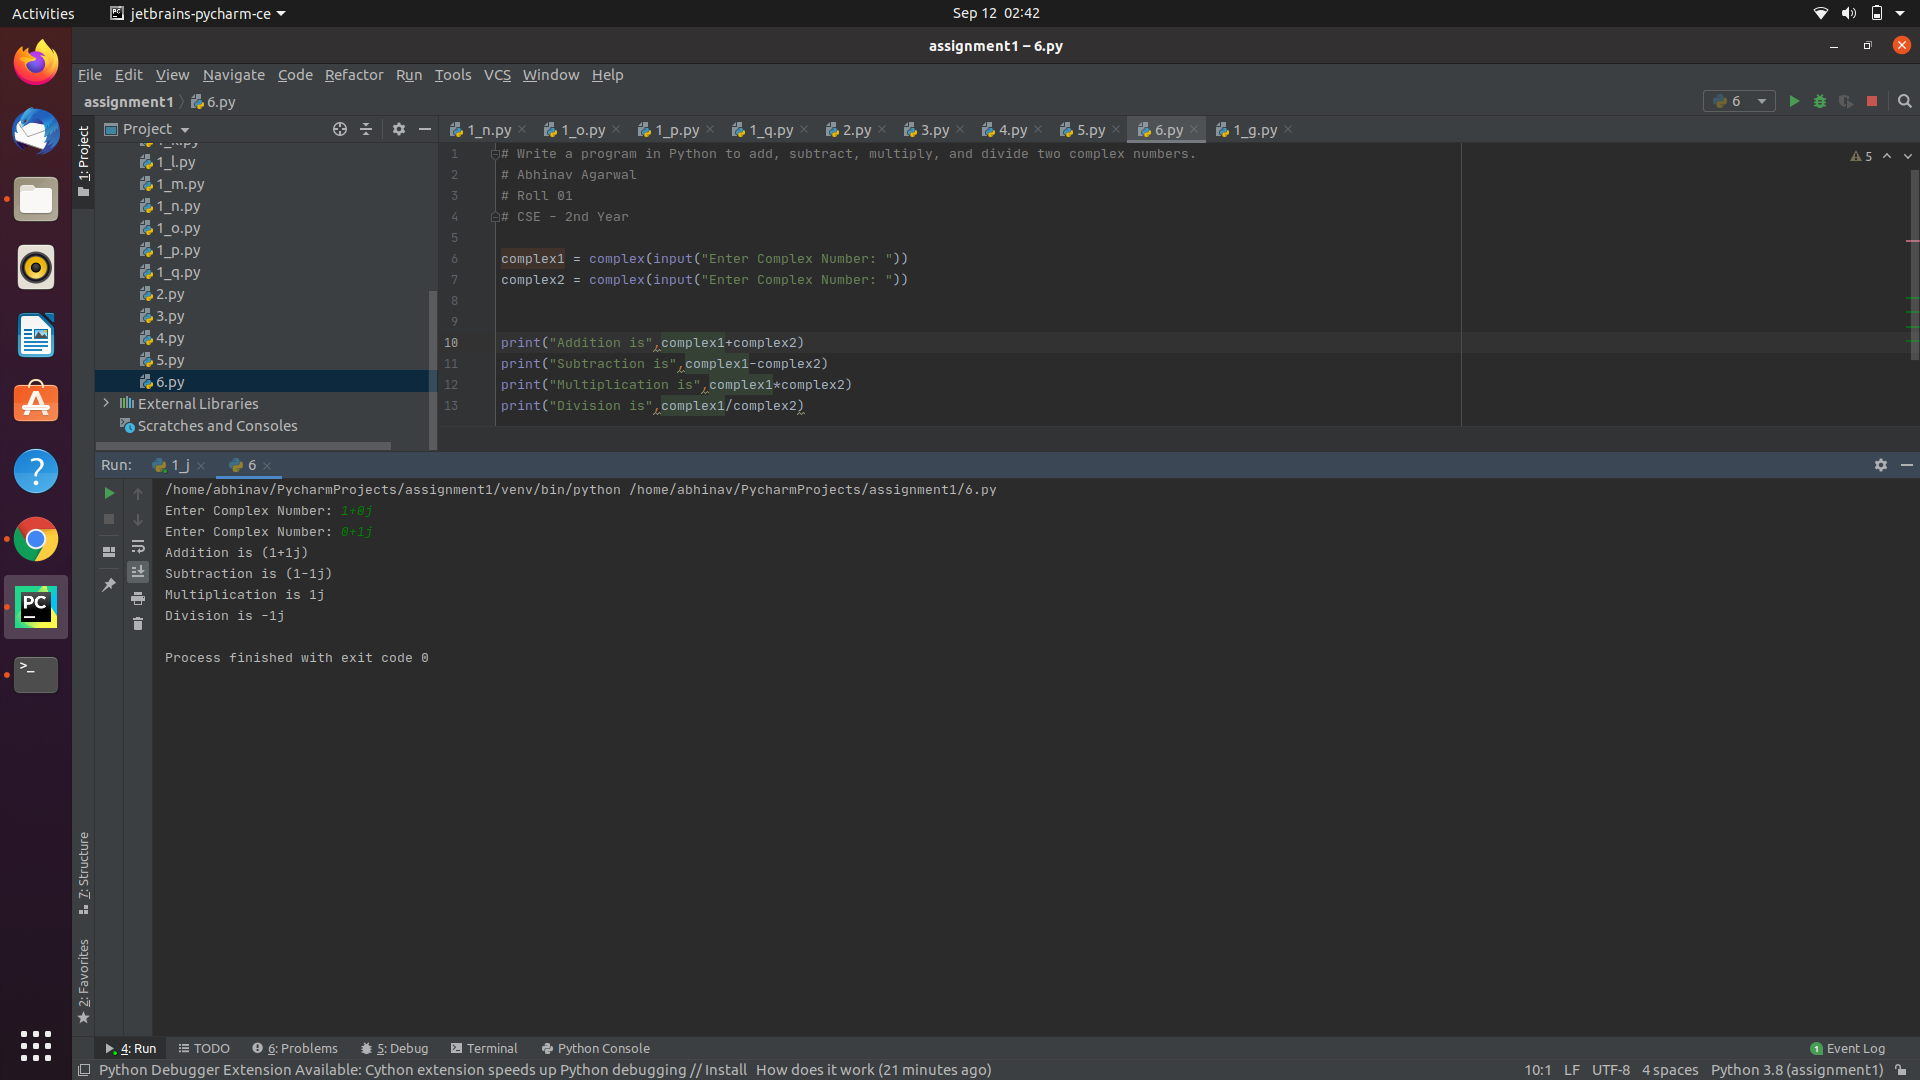 Activities jetbrains-pycharm-ce Sep 12 02:42
assignment1 – 6.py
File Edit View Navigate Code Refactor Run Tools VCS Window Help
assignment1 6.py 6
1: Project
Project
1_n.py 1_o.py 1_p.py 1_q.py 2.py 3.py 4.py 5.py 6.py 1_g.py
1_l.py
1_m.py
1_n.py
1_o.py
1_p.py
1_q.py
2.py
3.py
4.py
5.py
6.py
External Libraries
Scratches and Consoles
5
1 # Write a program in Python to add, subtract, multiply, and divide two complex numbers.
2 # Abhinav Agarwal
3 # Roll 01
4 # CSE - 2nd Year
5
6 complex1 = complex(input("Enter Complex Number: "))
7 complex2 = complex(input("Enter Complex Number: "))
8
9
10 print("Addition is",complex1+complex2)
11 print("Subtraction is",complex1-complex2)
12 print("Multiplication is",complex1*complex2)
13 print("Division is",complex1/complex2)
Run: 1_j 6
/home/abhinav/PycharmProjects/assignment1/venv/bin/python /home/abhinav/PycharmProjects/assignment1/6.py
Enter Complex Number: 1+0j
Enter Complex Number: 0+1j
Addition is (1+1j)
Subtraction is (1-1j)
Multiplication is 1j
Division is -1j
Process finished with exit code 0
7: Structure
2: Favorites
PC
4: Run TODO 6: Problems 5: Debug Terminal Python Console 1 Event Log
Python Debugger Extension Available: Cython extension speeds up Python debugging // Install How does it work (21 minutes ago) 10:1 LF UTF-8 4 spaces Python 3.8 (assignment1)